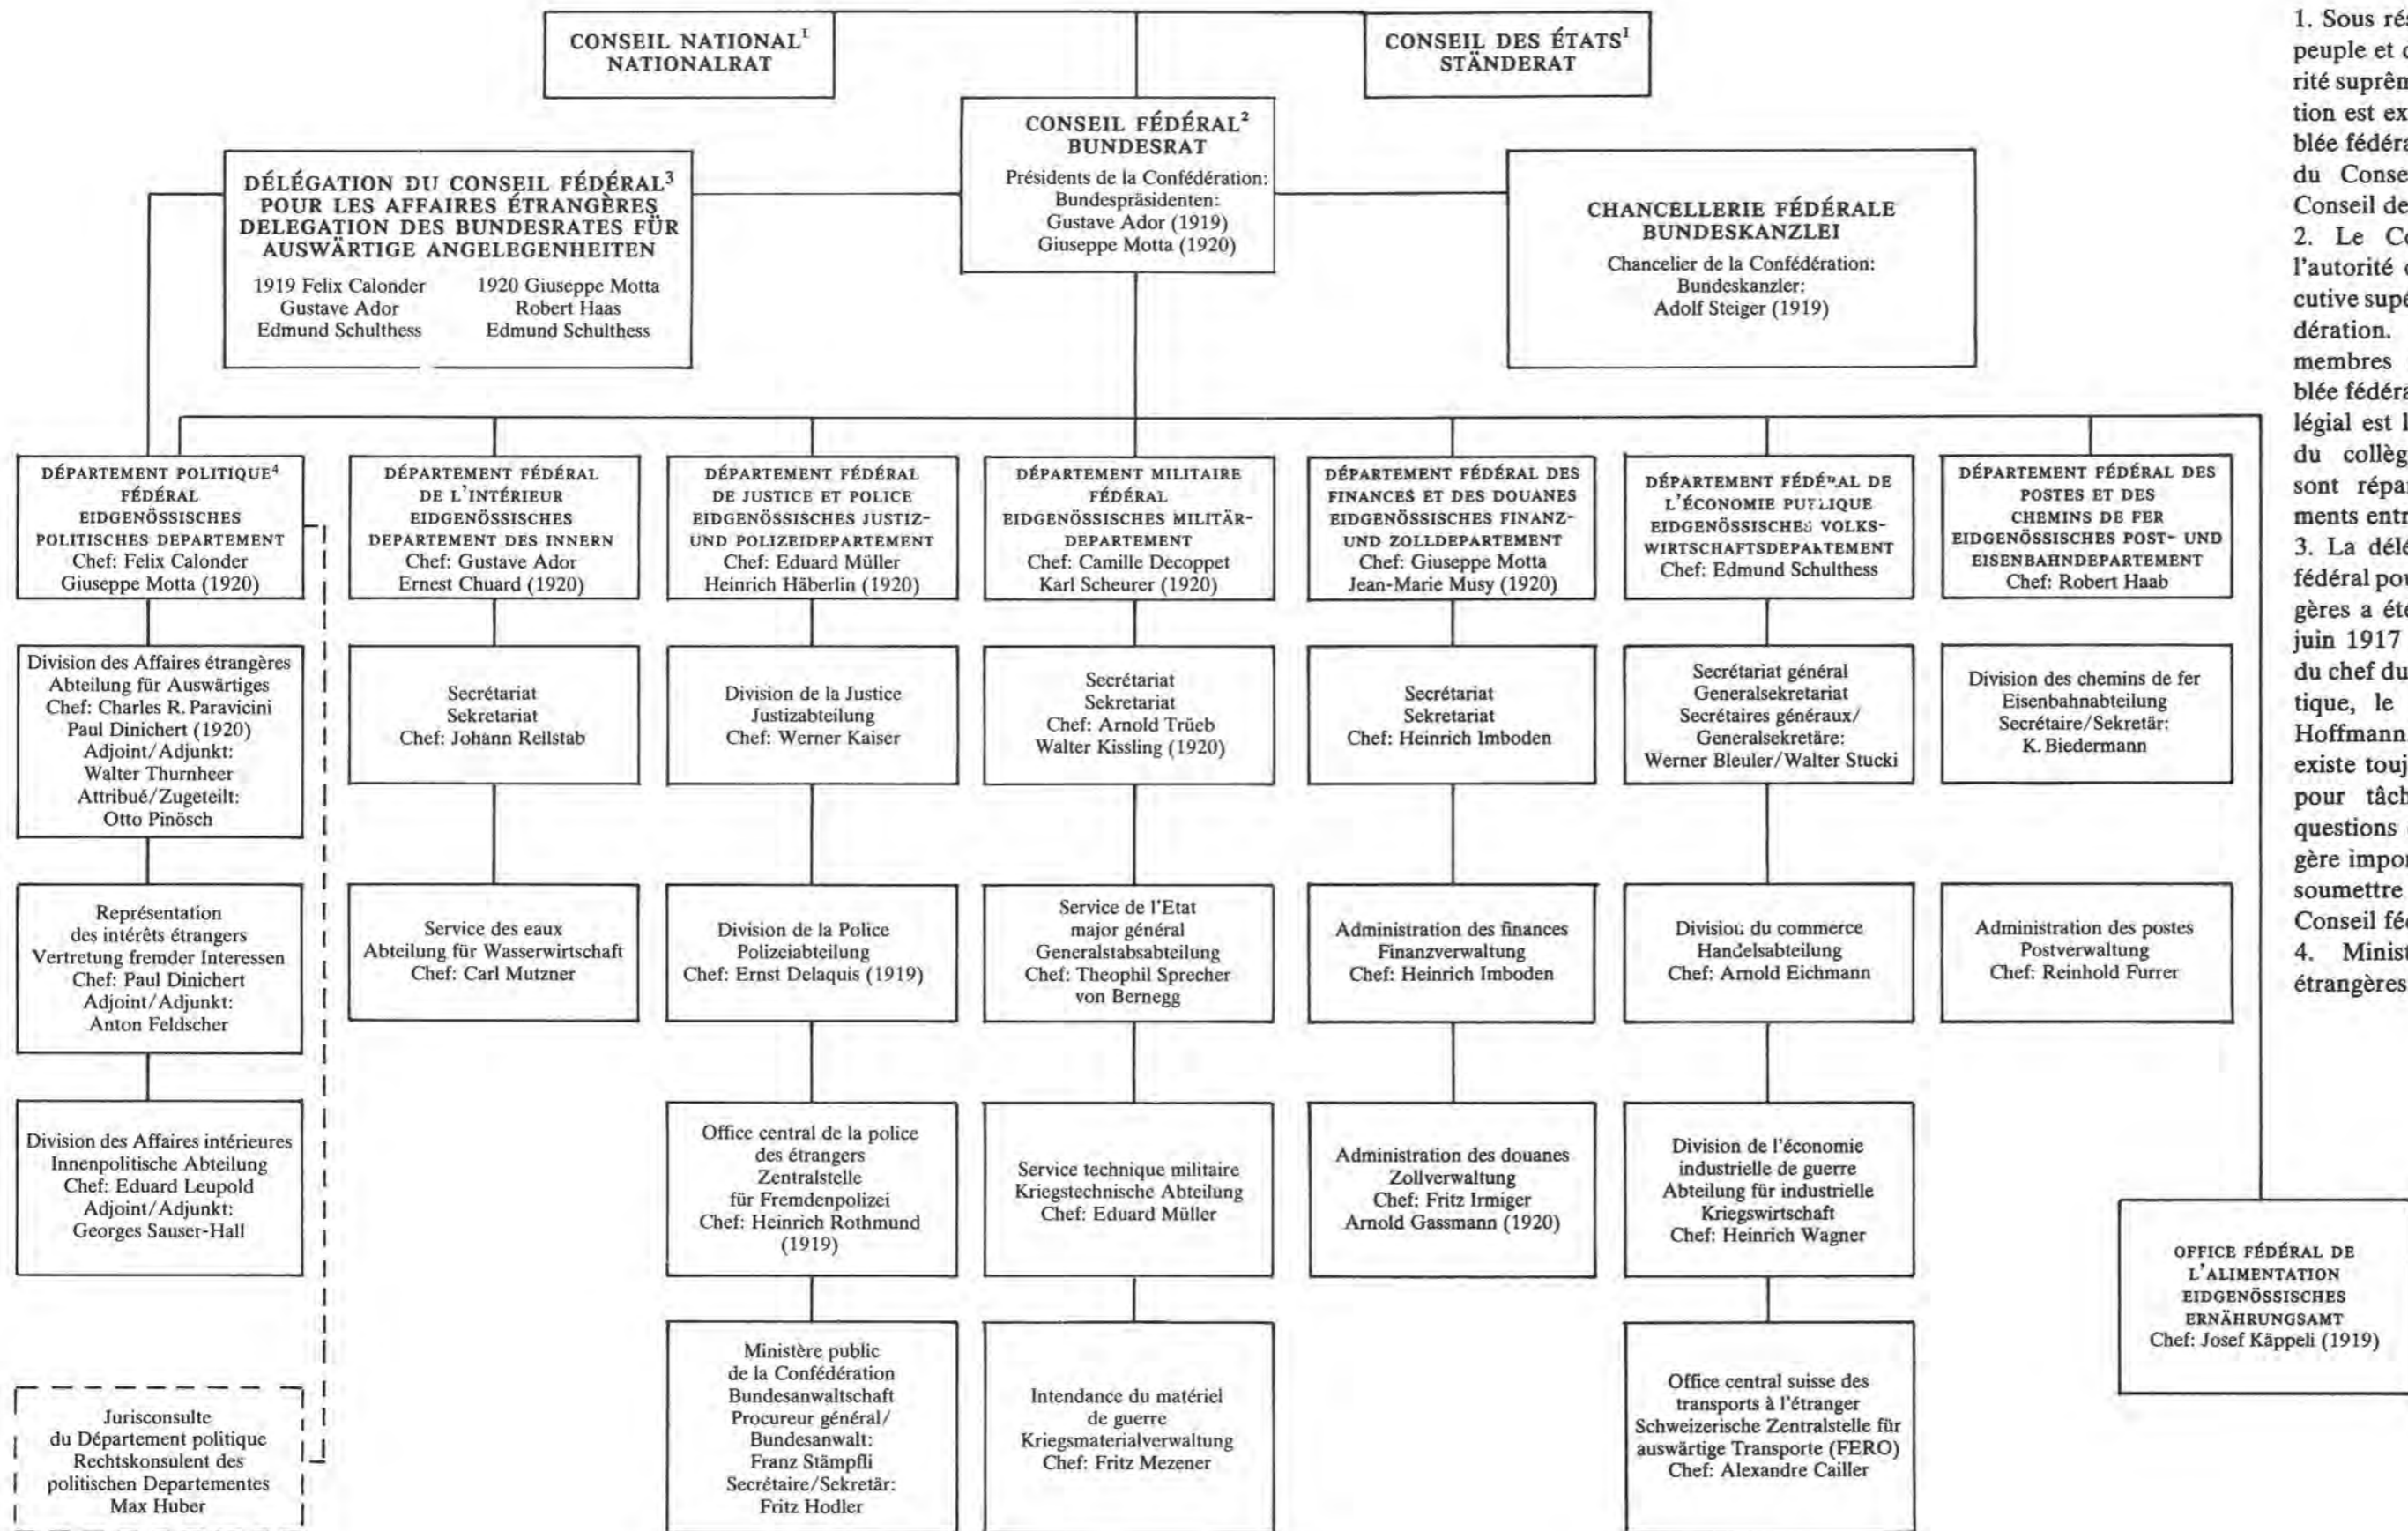 CONSEIL NATIONAL¹
NATIONALRAT
CONSEIL DES ÉTATS¹
STÄNDERAT
CONSEIL FÉDÉRAL²
BUNDESRAT
Présidents de la Confédération:
Bundespräsidenten:
Gustave Ador (1919)
Giuseppe Motta (1920)
DÉLÉGATION DU CONSEIL FÉDÉRAL³
POUR LES AFFAIRES ÉTRANGÈRES
DELEGATION DES BUNDESRATES FÜR
AUSWÄRTIGE ANGELEGENHEITEN
1919 Felix Calonder
Gustave Ador
Edmund Schulthess
1920 Giuseppe Motta
Robert Haas
Edmund Schulthess
CHANCELLERIE FÉDÉRALE
BUNDESKANZLEI
Chancelier de la Confédération:
Bundeskanzler:
Adolf Steiger (1919)
DÉPARTEMENT POLITIQUE⁴
FÉDÉRAL
EIDGENÖSSISCHES
POLITISCHES DEPARTEMENT
Chef: Felix Calonder
Giuseppe Motta (1920)
DÉPARTEMENT FÉDÉRAL
DE L'INTÉRIEUR
EIDGENÖSSISCHES
DEPARTEMENT DES INNERN
Chef: Gustave Ador
Ernest Chuard (1920)
DÉPARTEMENT FÉDÉRAL
DE JUSTICE ET POLICE
EIDGENÖSSISCHES JUSTIZ-
UND POLIZEIDEPARTEMENT
Chef: Eduard Müller
Heinrich Häberlin (1920)
DÉPARTEMENT MILITAIRE
FÉDÉRAL
EIDGENÖSSISCHES MILITÄR-
DEPARTEMENT
Chef: Camille Decoppet
Karl Scheurer (1920)
DÉPARTEMENT FÉDÉRAL DES
FINANCES ET DES DOUANES
EIDGENÖSSISCHES FINANZ-
UND ZOLLDEPARTEMENT
Chef: Giuseppe Motta
Jean-Marie Musy (1920)
DÉPARTEMENT FÉDÉRAL DE
L'ÉCONOMIE PUBLIQUE
EIDGENÖSSISCHES VOLKS-
WIRTSCHAFTSDEPARTEMENT
Chef: Edmund Schulthess
DÉPARTEMENT FÉDÉRAL DES
POSTES ET DES
CHEMINS DE FER
EIDGENÖSSISCHES POST- UND
EISENBAHNDEPARTEMENT
Chef: Robert Haab
Division des Affaires étrangères
Abteilung für Auswärtiges
Chef: Charles R. Paravicini
Paul Dinichert (1920)
Adjoint/Adjunkt:
Walter Thurnheer
Attribué/Zugeteilt:
Otto Pinösch
Secrétariat
Sekretariat
Chef: Johann Rellstab
Division de la Justice
Justizabteilung
Chef: Werner Kaiser
Secrétariat
Sekretariat
Chef: Arnold Trüeb
Walter Kissling (1920)
Secrétariat
Sekretariat
Chef: Heinrich Imboden
Secrétariat général
Generalsekretariat
Secrétaires généraux/
Generalsekretäre:
Werner Bleuler/Walter Stucki
Division des chemins de fer
Eisenbahnabteilung
Secrétaire/Sekretär:
K. Biedermann
Représentation
des intérêts étrangers
Vertretung fremder Interessen
Chef: Paul Dinichert
Adjoint/Adjunkt:
Anton Feldscher
Service des eaux
Abteilung für Wasserwirtschaft
Chef: Carl Mutzner
Division de la Police
Polizeiabteilung
Chef: Ernst Delaquis (1919)
Service de l'Etat
major général
Generalstabsabteilung
Chef: Theophil Sprecher
von Bernegg
Administration des finances
Finanzverwaltung
Chef: Heinrich Imboden
Division du commerce
Handelsabteilung
Chef: Arnold Eichmann
Administration des postes
Postverwaltung
Chef: Reinhold Furrer
Division des Affaires intérieures
Innenpolitische Abteilung
Chef: Eduard Leupold
Adjoint/Adjunkt:
Georges Sauser-Hall
Office central de la police
des étrangers
Zentralstelle
für Fremdenpolizei
Chef: Heinrich Rothmund
(1919)
Service technique militaire
Kriegstechnische Abteilung
Chef: Eduard Müller
Administration des douanes
Zollverwaltung
Chef: Fritz Irmiger
Arnold Gassmann (1920)
Division de l'économie
industrielle de guerre
Abteilung für industrielle
Kriegswirtschaft
Chef: Heinrich Wagner
OFFICE FÉDÉRAL DE
L'ALIMENTATION
EIDGENÖSSISCHES
ERNÄHRUNGSAMT
Chef: Josef Käppeli (1919)
Jurisconsulte
du Département politique
Rechtskonsulent des
politischen Departementes
Max Huber
Ministère public
de la Confédération
Bundesanwaltschaft
Procureur général/
Bundesanwalt:
Franz Stämpfli
Secrétaire/Sekretär:
Fritz Hodler
Intendance du matériel
de guerre
Kriegsmaterialverwaltung
Chef: Fritz Mezener
Office central suisse des
transports à l'étranger
Schweizerische Zentralstelle für
auswärtige Transporte (FERO)
Chef: Alexandre Cailler
1. Sous rés
peuple et d
rité suprêm
tion est ex
blée fédéra
du Conse
Conseil de
2. Le Co
l'autorité d
cutive supé
dération.
membres
blée fédéra
légial est l
du collèg
sont répar
ments entr
3. La délé
fédéral pou
gères a été
juin 1917
du chef du
tique, le
Hoffmann
existe touj
pour tâch
questions
gère impor
soumettre
Conseil féd
4. Minist
étrangères